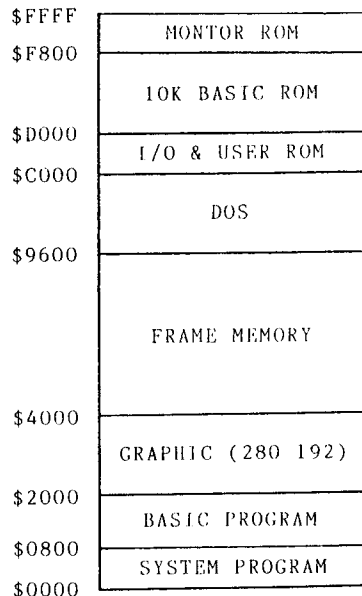 $FFFF
MONTOR ROM
$F800
10K BASIC ROM
$D000
I/O & USER ROM
$C000
DOS
$9600
FRAME MEMORY
$4000
GRAPHIC (280 192)
$2000
BASIC PROGRAM
$0800
SYSTEM PROGRAM
$0000